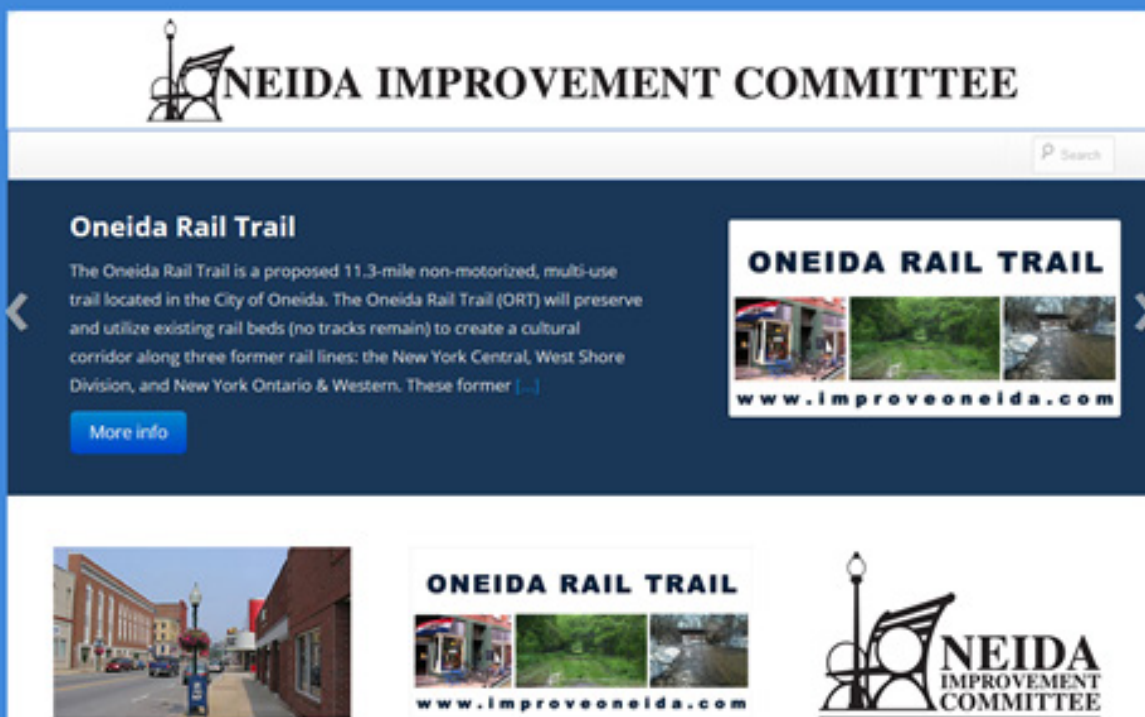 ONEIDA IMPROVEMENT COMMITTEE
Search
Oneida Rail Trail
The Oneida Rail Trail is a proposed 11.3-mile non-motorized, multi-use
trail located in the City of Oneida. The Oneida Rail Trail (ORT) will preserve
and utilize existing rail beds (no tracks remain) to create a cultural
corridor along three former rail lines: the New York Central, West Shore
Division, and New York Ontario & Western. These former [...]
More info
ONEIDA RAIL TRAIL
www.improveoneida.com
ONEIDA RAIL TRAIL
www.improveoneida.com
ONEIDA
IMPROVEMENT
COMMITTEE